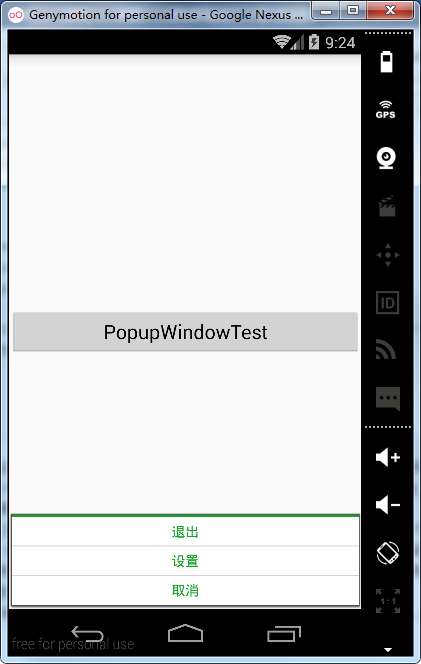 Genymotion for personal use - Google Nexus ...
9:24
GPS
PopupWindowTest
ID
退出
设置
取消
1:1
free for personal use